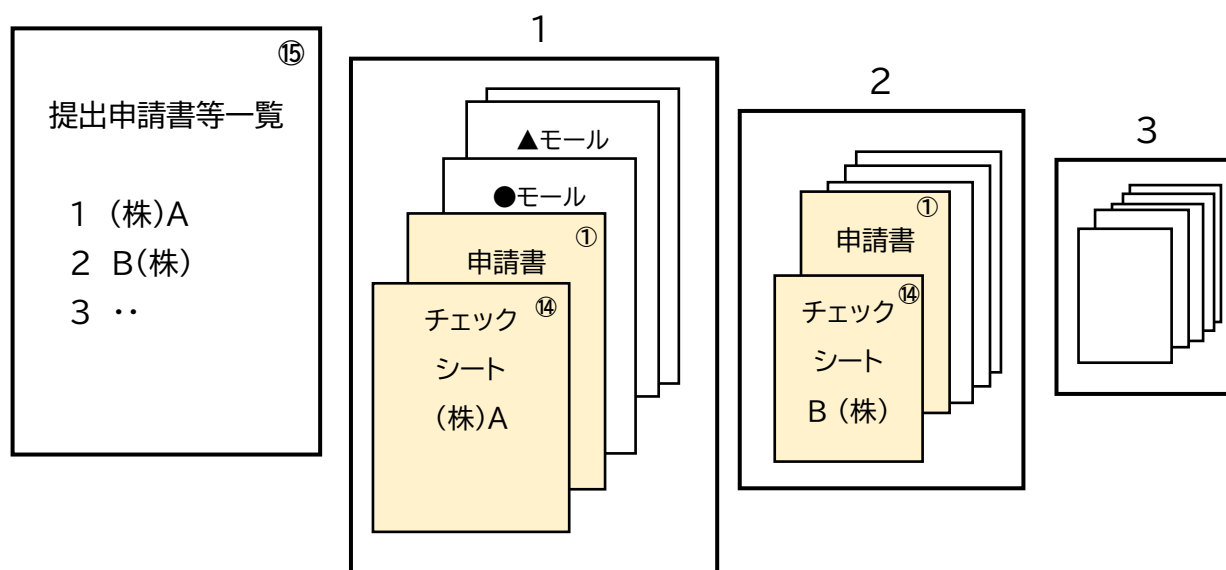 ⑮
提出申請書等一覧
1 (株)A
2 B(株)
3 ‥
1
▲モール
●モール
①
申請書
⑭
チェック
シート
(株)A
2
①
申請書
⑭
チェック
シート
B (株)
3